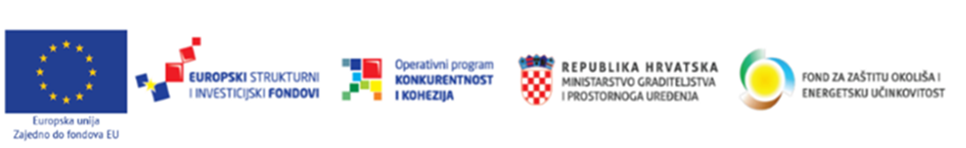 Europska unija
Zajedno do fondova EU
EUROPSKI STRUKTURNI
I INVESTICIJSKI FONDOVI
Operativni program
KONKURENTNOST
I KOHEZIJA
REPUBLIKA HRVATSKA
MINISTARSTVO GRADITELJSTVA
I PROSTORNOGA UREĐENJA
FOND ZA ZAŠTITU OKOLIŠA I
ENERGETSKU UČINKOVITOST